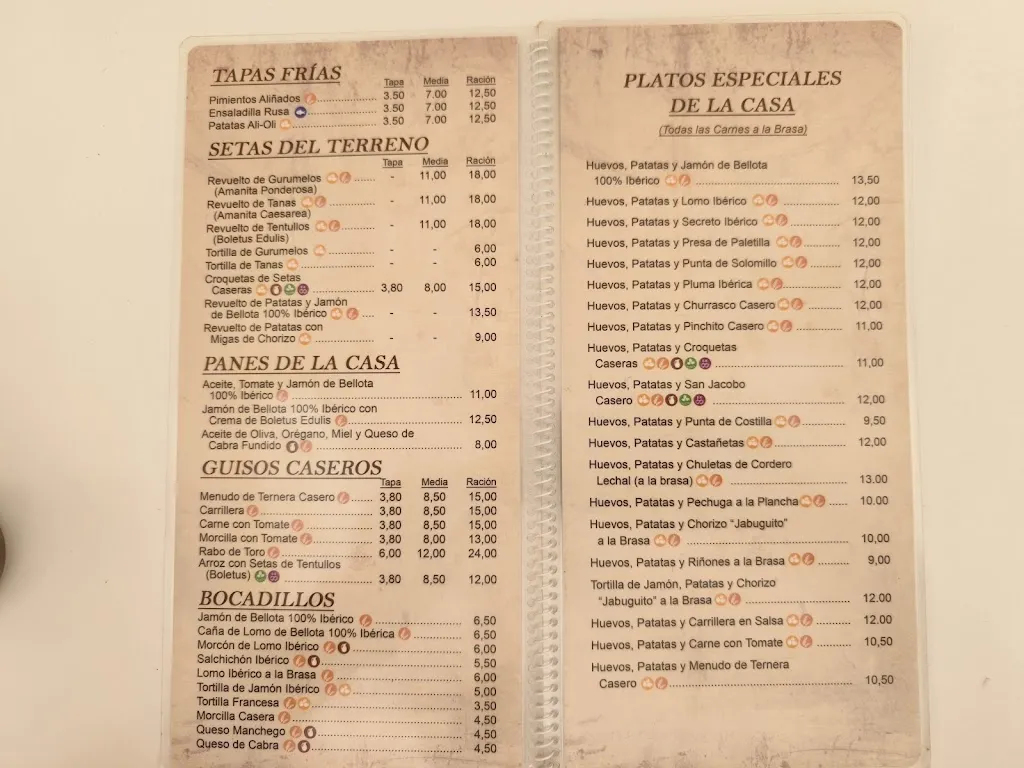 TAPAS FRÍAS
Tapa Media Ración
Pimientos Aliñados 3.50 7.00 12,50
Ensaladilla Rusa 3.50 7.00 12,50
Patatas Ali-Oli 3.50 7.00 12,50
SETAS DEL TERRENO
Tapa Media Ración
Revuelto de Gurumelos - 11,00 18,00
(Amanita Ponderosa)
Revuelto de Tanas - 11,00 18,00
(Amanita Caesarea)
Revuelto de Tentullos - 11,00 18,00
(Boletus Edulis)
Tortilla de Gurumelos - - 6,00
Tortilla de Tanas - - 6,00
Croquetas de Setas
Caseras 3,80 8,00 15,00
Revuelto de Patatas y Jamón
de Bellota 100% Ibérico - - 13,50
Revuelto de Patatas con
Migas de Chorizo - - 9,00
PANES DE LA CASA
Aceite, Tomate y Jamón de Bellota
100% Ibérico 11,00
Jamón de Bellota 100% Ibérico con
Crema de Boletus Edulis 12,50
Aceite de Oliva, Orégano, Miel y Queso de
Cabra Fundido 8,00
GUISOS CASEROS
Tapa Media Ración
Menudo de Ternera Casero 3,80 8,50 15,00
Carrillera 3,80 8,50 15,00
Carne con Tomate 3,80 8,50 15,00
Morcilla con Tomate 3,80 8,00 13,00
Rabo de Toro 6,00 12,00 24,00
Arroz con Setas de Tentullos
(Boletus) 3,80 8,50 12,00
BOCADILLOS
Jamón de Bellota 100% Ibérico 6,50
Caña de Lomo de Bellota 100% Ibérica 6,50
Morcón de Lomo Ibérico 6,00
Salchichón Ibérico 5,50
Lomo Ibérico a la Brasa 6,00
Tortilla de Jamón Ibérico 5,00
Tortilla Francesa 3,50
Morcilla Casera 4,50
Queso Manchego 4,50
Queso de Cabra 4,50
PLATOS ESPECIALES
DE LA CASA
(Todas las Carnes a la Brasa)
Huevos, Patatas y Jamón de Bellota
100% Ibérico 13,50
Huevos, Patatas y Lomo Ibérico 12,00
Huevos, Patatas y Secreto Ibérico 12,00
Huevos, Patatas y Presa de Paletilla 12,00
Huevos, Patatas y Punta de Solomillo 12,00
Huevos, Patatas y Pluma Ibérica 12,00
Huevos, Patatas y Churrasco Casero 12,00
Huevos, Patatas y Pinchito Casero 11,00
Huevos, Patatas y Croquetas
Caseras 11,00
Huevos, Patatas y San Jacobo
Casero 12,00
Huevos, Patatas y Punta de Costilla 9,50
Huevos, Patatas y Castañetas 12,00
Huevos, Patatas y Chuletas de Cordero
Lechal (a la brasa) 13.00
Huevos, Patatas y Pechuga a la Plancha 10.00
Huevos, Patatas y Chorizo "Jabuguito"
a la Brasa 10,00
Huevos, Patatas y Riñones a la Brasa 9,00
Tortilla de Jamón, Patatas y Chorizo
"Jabuguito" a la Brasa 12.00
Huevos, Patatas y Carrillera en Salsa 12.00
Huevos, Patatas y Carne con Tomate 10,50
Huevos, Patatas y Menudo de Ternera
Casero 10,50